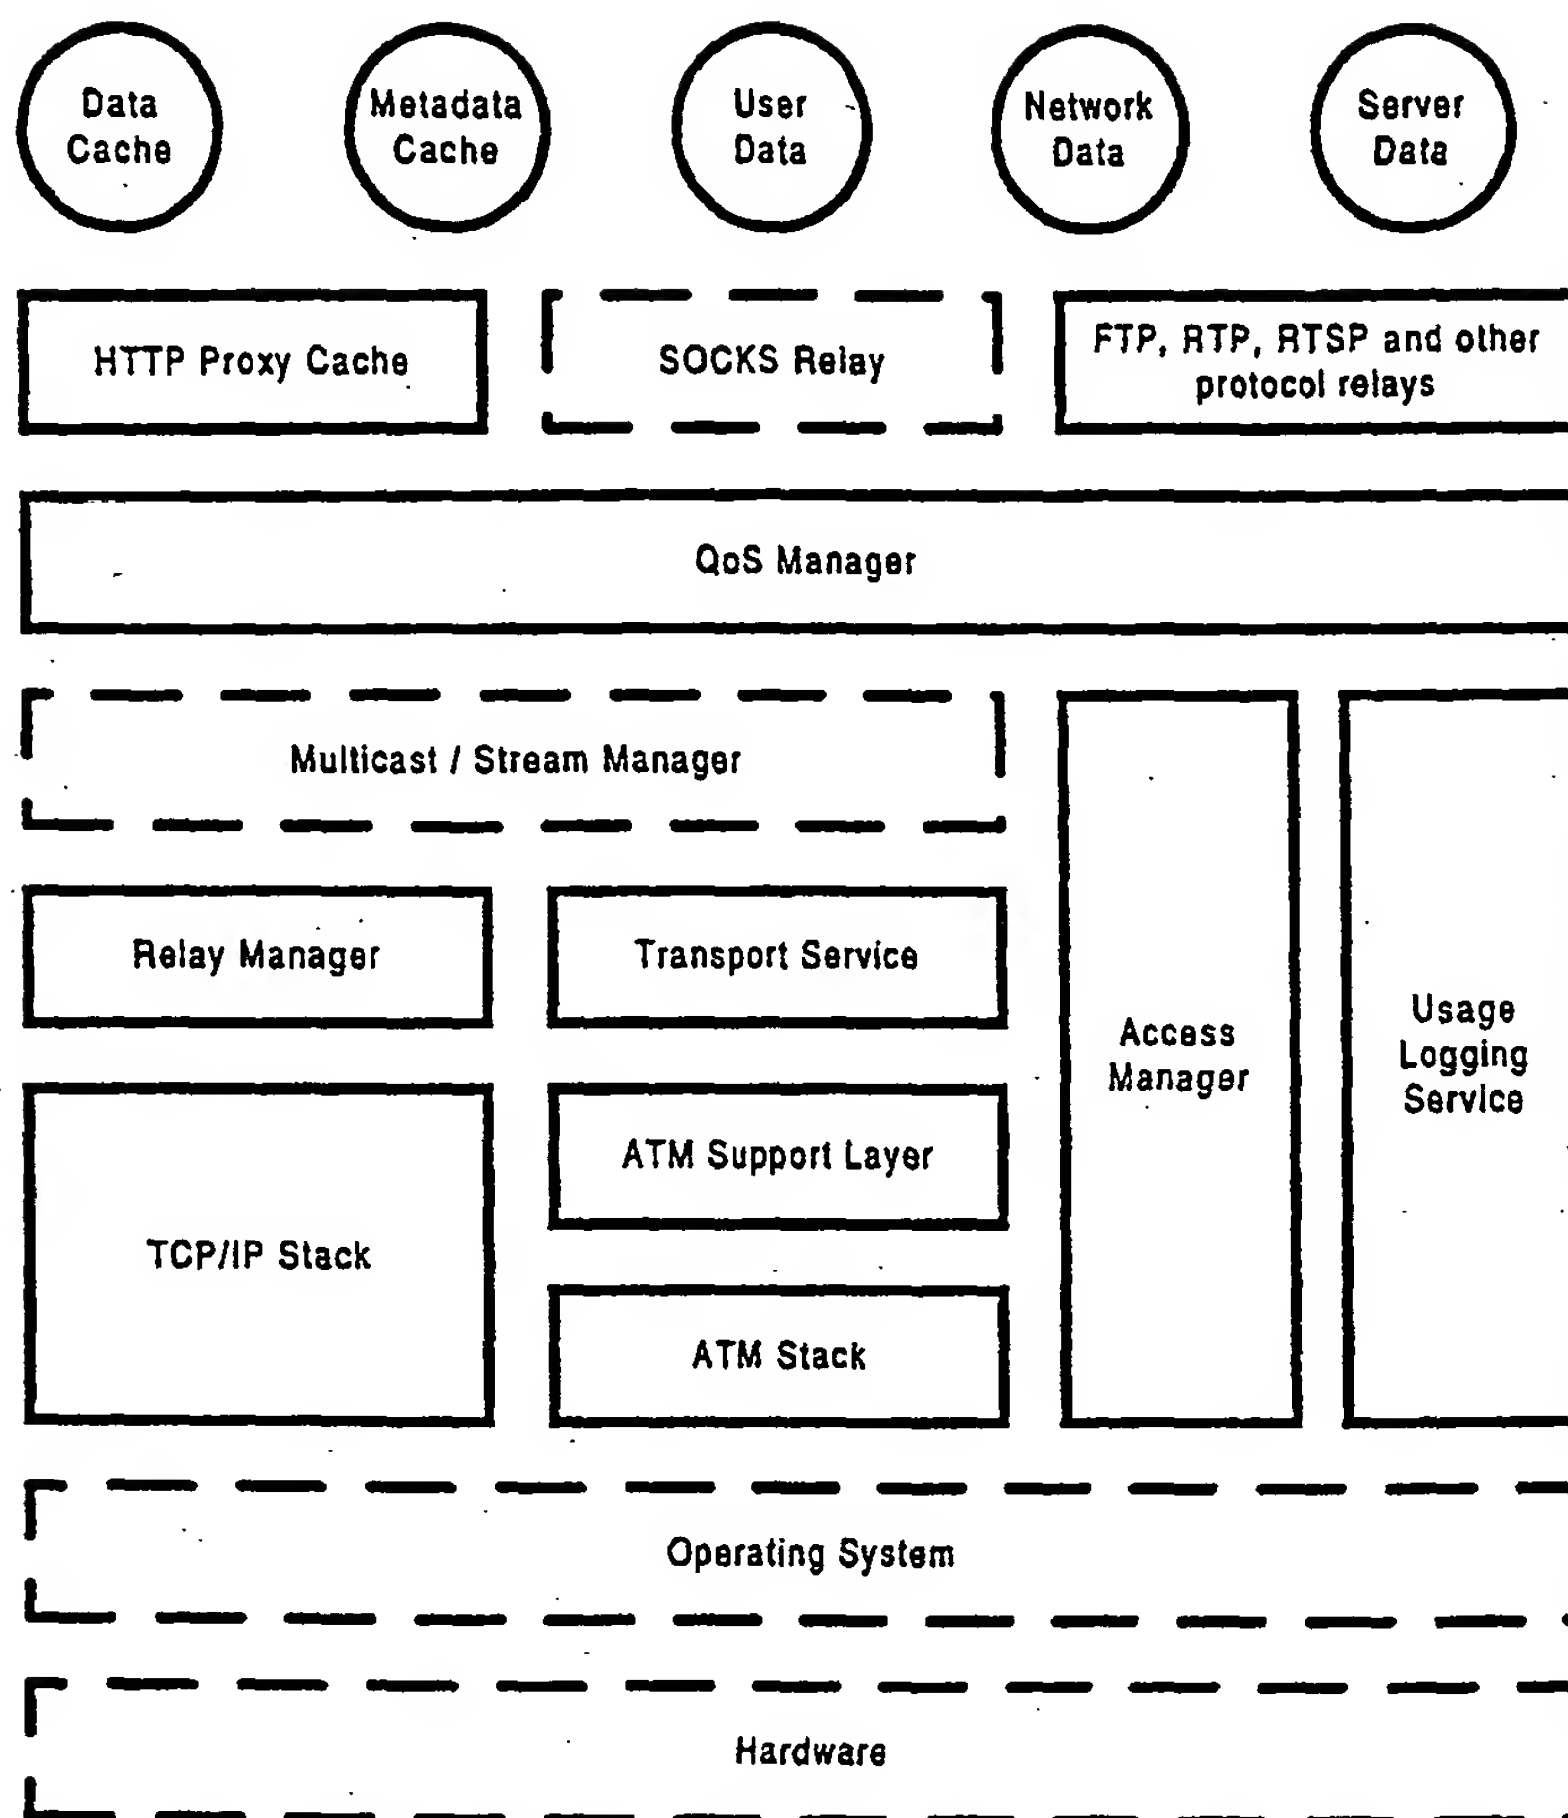 Data
Cache
Metadata
Cache
User
Data
Network
Data
Server
Data
HTTP Proxy Cache
SOCKS Relay
FTP, RTP, RTSP and other
protocol relays
QoS Manager
Multicast / Stream Manager
Relay Manager
Transport Service
Access
Manager
Usage
Logging
Service
ATM Support Layer
TCP/IP Stack
ATM Stack
Operating System
Hardware